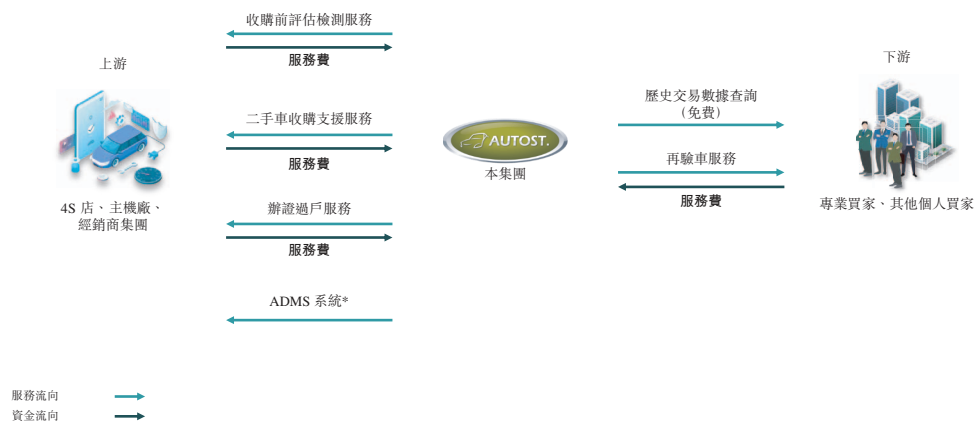 收購前評估檢測服務
服務費
上游
下游
二手車收購支援服務
服務費
歷史交易數據查詢
(免費)
AUTOST.
本集團
再驗車服務
服務費
4S 店、主機廠、
經銷商集團
專業買家、其他個人買家
辦證過戶服務
服務費
ADMS 系統*
服務流向
資金流向